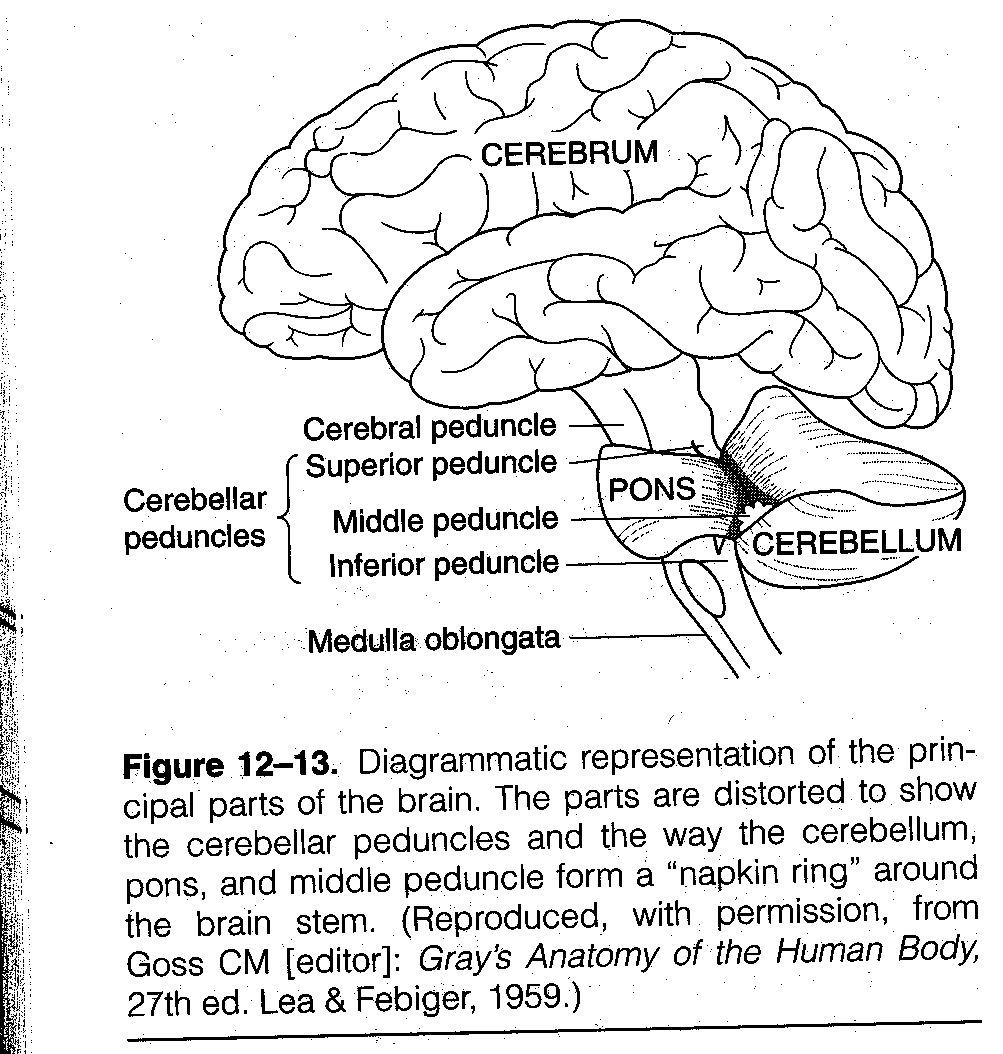 CEREBRUM
Cerebral peduncle
Superior peduncle
PONS
Cerebellar
peduncles
Middle peduncle
CEREBELLUM
Inferior peduncle
Medulla oblongata
Figure 12–13. Diagrammatic representation of the prin-
cipal parts of the brain. The parts are distorted to show
the cerebellar peduncles and the way the cerebellum,
pons, and middle peduncle form a “napkin ring” around
the brain stem. (Reproduced, with permission, from
Goss CM [editor]: Gray's Anatomy of the Human Body,
27th ed. Lea & Febiger, 1959.)